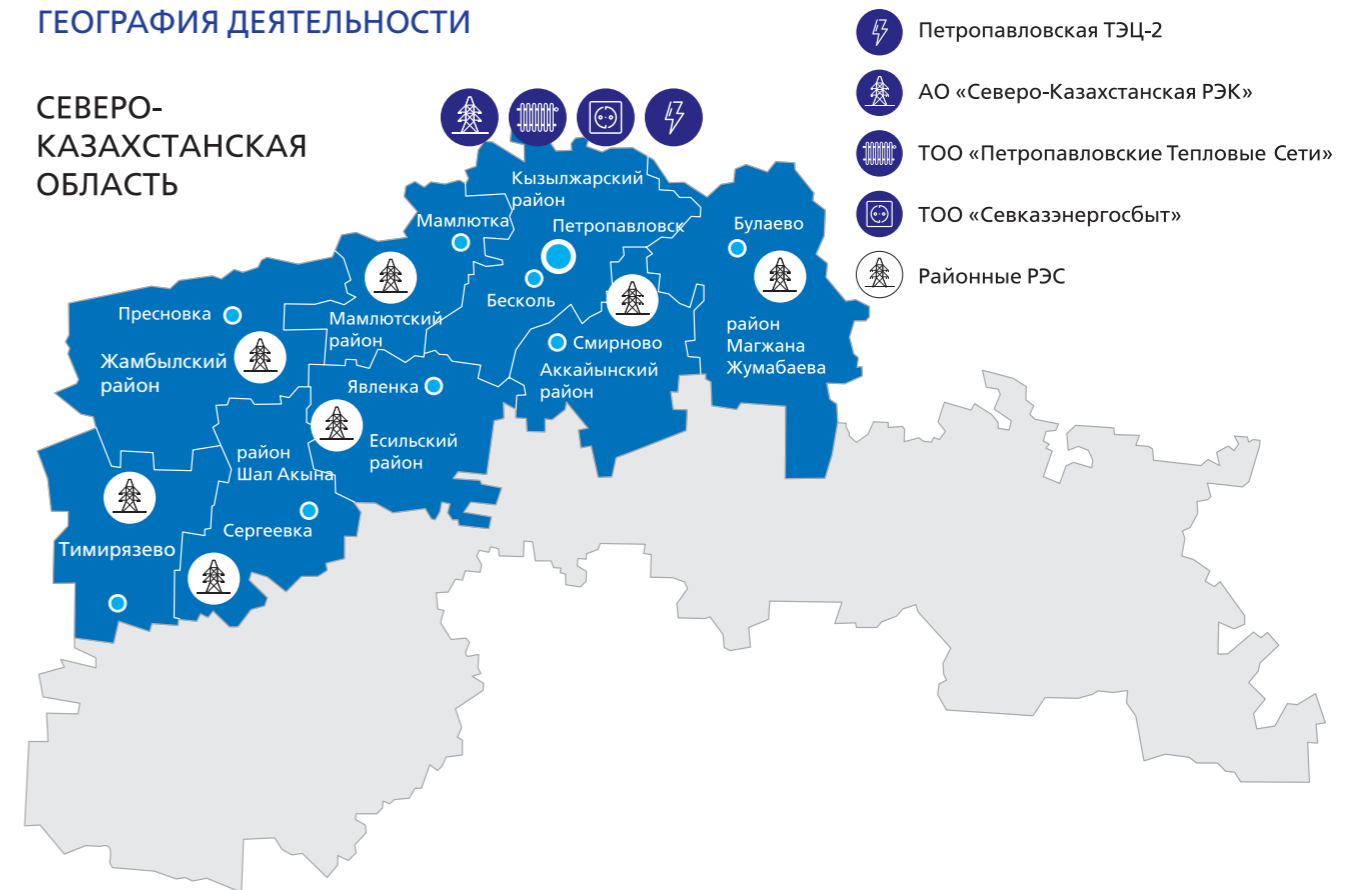 ГЕОГРАФИЯ ДЕЯТЕЛЬНОСТИ
СЕВЕРО-
КАЗАХСТАНСКАЯ
ОБЛАСТЬ
Петропавловская ТЭЦ-2
АО «Северо-Казахстанская РЭК»
ТОО «Петропавловские Тепловые Сети»
ТОО «Севказэнергосбыт»
Районные РЭС
Кызылжарский
район
Мамлютка
Петропавловск
Булаево
Бесколь
Пресновка
Мамлютский
район
Смирново
район
Магжана
Жумабаева
Жамбылский
район
Аккайынский
район
Явленка
Есильский
район
район
Шал Акына
Сергеевка
Тимирязево